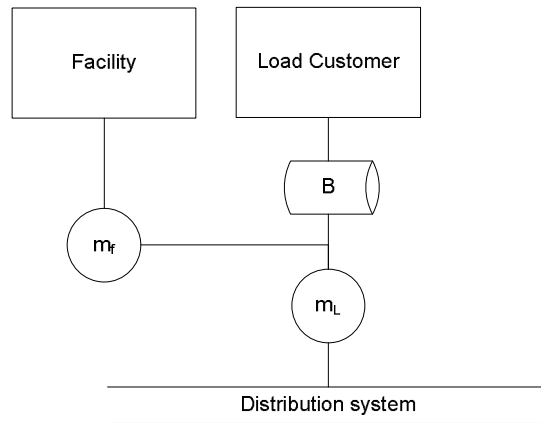 Facility
Load Customer
B
mf
mL
Distribution system